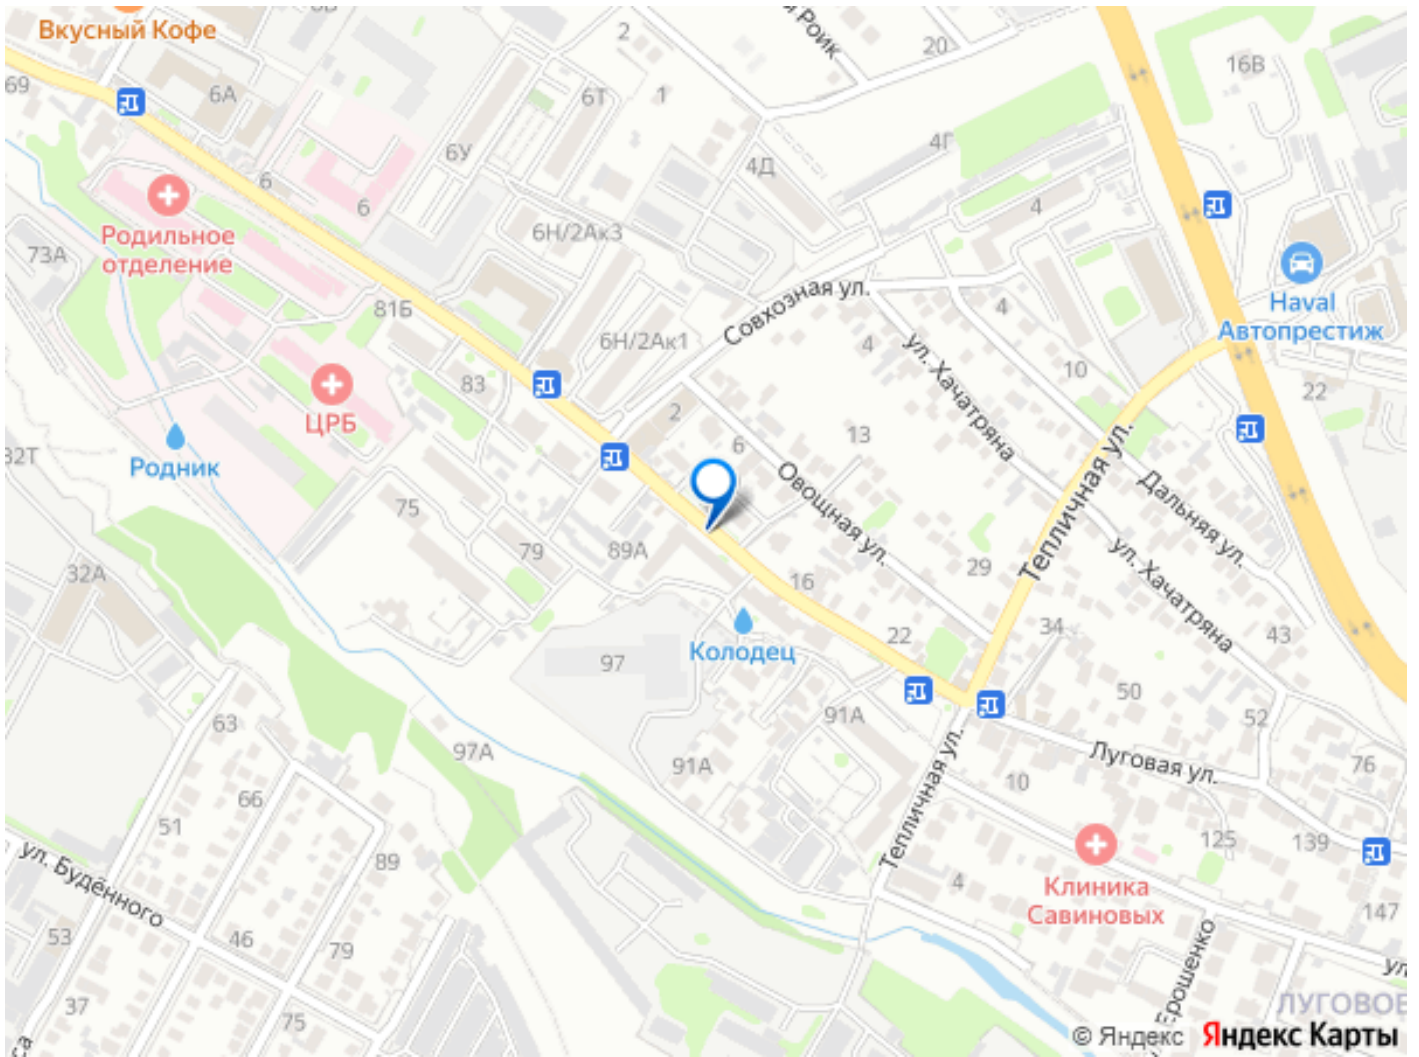 Вкусный Кофе
6В
2
я Роик
20
16В
69
6А
6Т
1
6У
4Д
4Г
6
6
4
Родильное
отделение
6Н/2Ак3
73А
81Б
Совхозная ул.
4
Haval
Автопрестиж
6Н/2Ак1
4
ул. Хачатряна
10
83
22
ЦРБ
2
6
13
32Т
Родник
Овощная ул.
Тепличная ул.
Дальняя ул.
75
79
89А
29
ул. Хачатряна
32А
16
34
43
22
Колодец
97
50
52
63
91А
97А
91А
Луговая ул.
76
10
66
Тепличная ул.
51
125
139
89
ул. Будённого
4
Клиника
Савиновых
147
53
46
79
ул
Ерошенко
37
75
са
ЛУГОВОЕ
© Яндекс Яндекс Карты